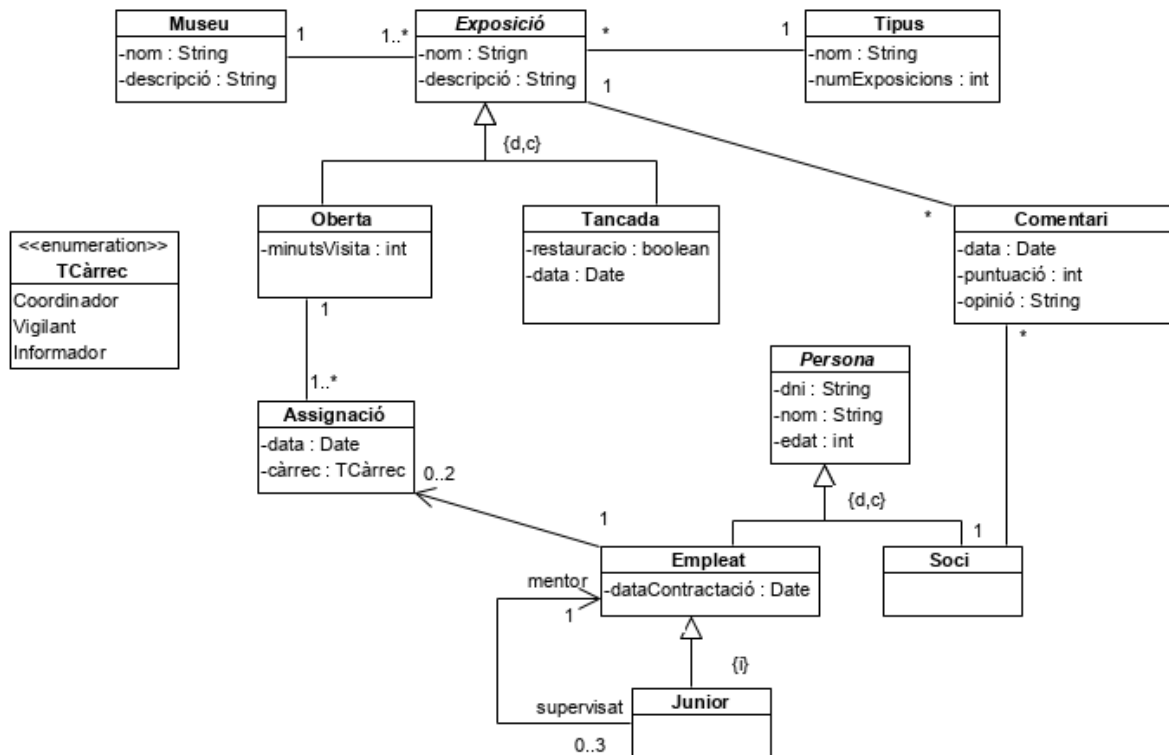 Museu
-nom : String
-descripció : String
1
1..*
Exposició
-nom : Strign
-descripció : String
*
1
Tipus
-nom : String
-numExposicions : int
1
{d,c}
Oberta
-minutsVisita : int
Tancada
-restauracio : boolean
-data : Date
*
Comentari
-data : Date
-puntuació : int
-opinió : String
<<enumeration>>
TCàrrec
Coordinador
Vigilant
Informador
1
1..*
*
Persona
-dni : String
-nom : String
-edat : int
Assignació
-data : Date
-càrrec : TCàrrec
0..2
{d,c}
1
1
Empleat
-dataContractació : Date
Soci
mentor
1
{i}
supervisat
0..3
Junior